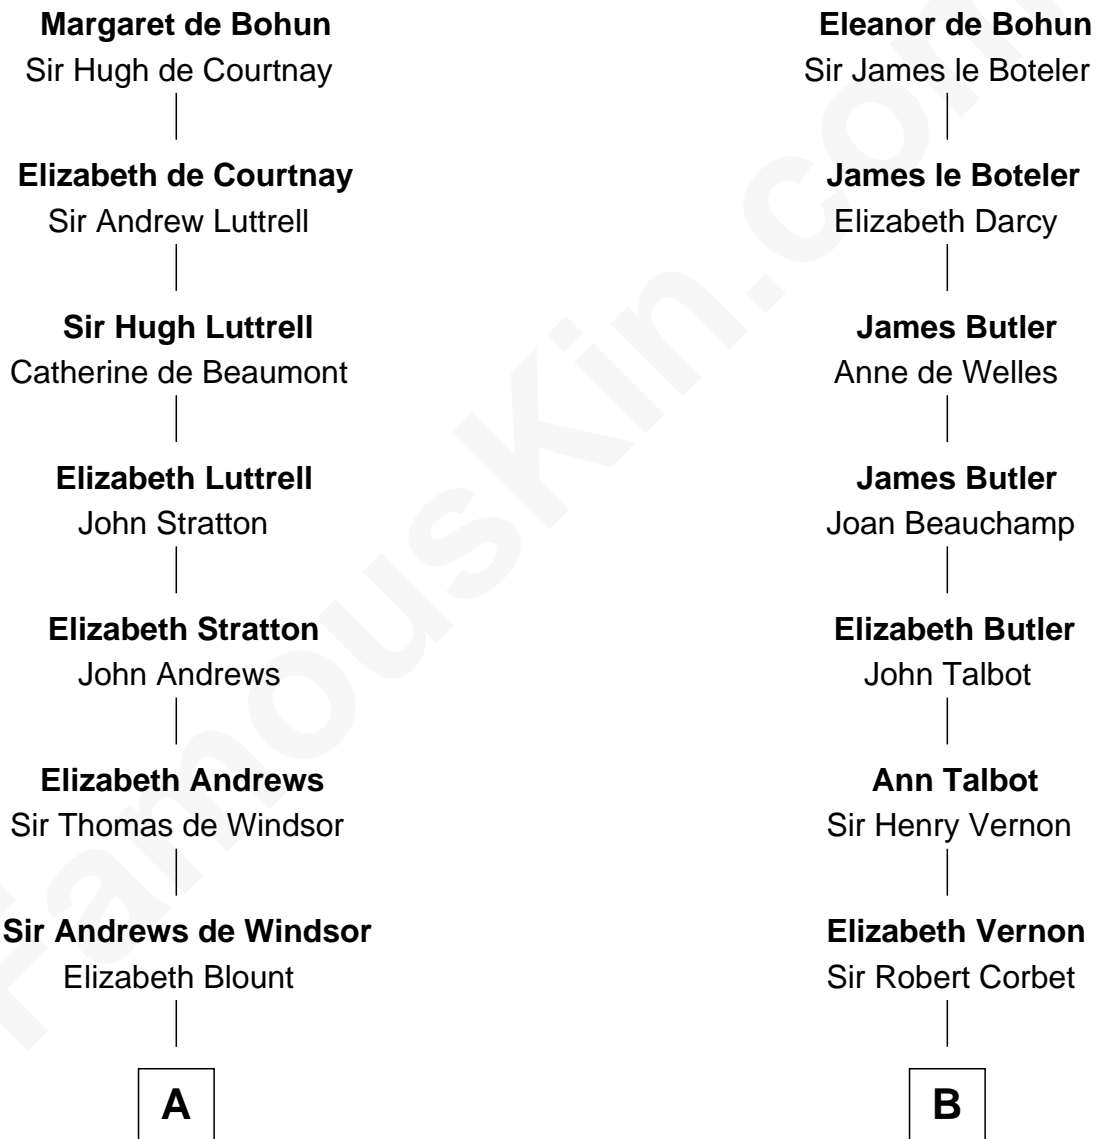 Margaret de Bohun
Sir Hugh de Courtnay
Elizabeth de Courtnay
Sir Andrew Luttrell
Sir Hugh Luttrell
Catherine de Beaumont
Elizabeth Luttrell
John Stratton
Elizabeth Stratton
John Andrews
Elizabeth Andrews
Sir Thomas de Windsor
Sir Andrews de Windsor
Elizabeth Blount
A
Eleanor de Bohun
Sir James le Boteler
James le Boteler
Elizabeth Darcy
James Butler
Anne de Welles
James Butler
Joan Beauchamp
Elizabeth Butler
John Talbot
Ann Talbot
Sir Henry Vernon
Elizabeth Vernon
Sir Robert Corbet
B
FamousKin.com